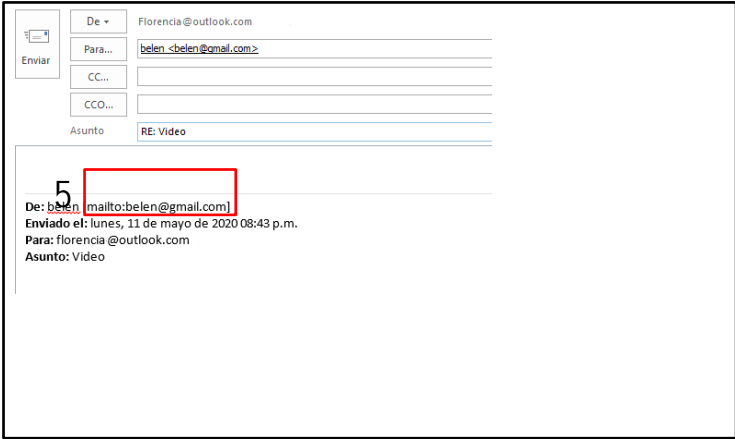 De
Florencia@outlook.com
Enviar
Para...
belen <belen@gmail.com>
CC...
CCO...
Asunto
RE: Video
5
De: belen [mailto:belen@gmail.com]
Enviado el: lunes, 11 de mayo de 2020 08:43 p.m.
Para: florencia@outlook.com
Asunto: Video